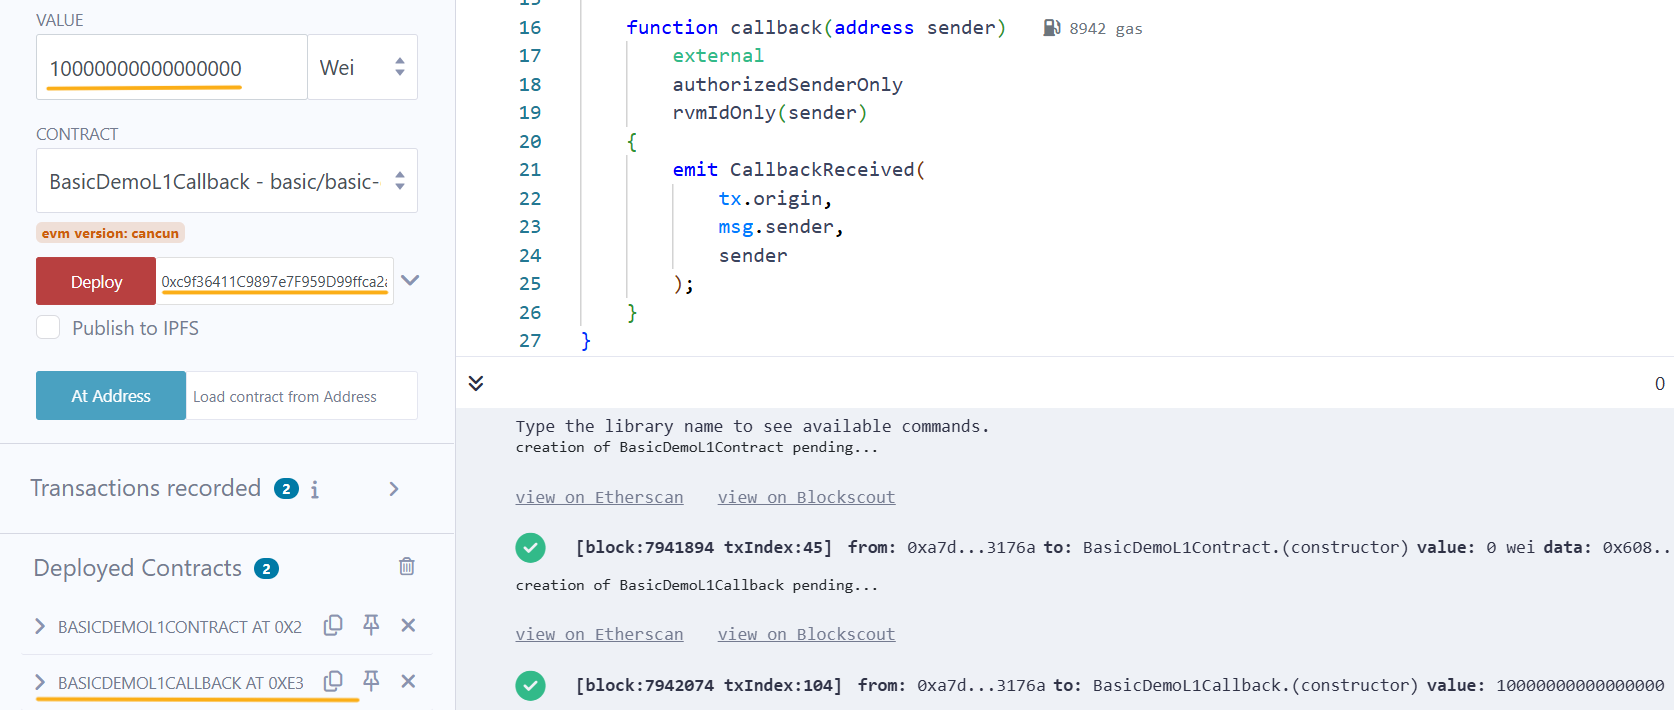 VALUE
10000000000000000
Wei
CONTRACT
BasicDemoL1Callback - basic/basic-
evm version: cancun
Deploy
0xc9f36411C9897e7F959D99ffca2a
Publish to IPFS
At Address
Load contract from Address
Transactions recorded 2 i
Deployed Contracts 2
BASICDEMOL1CONTRACT AT 0X2
BASICDEMOL1CALLBACK AT 0XE3
15
16 function callback(address sender) 8942 gas
17 external
18 authorizedSenderOnly
19 rvmIdOnly(sender)
20 {
21 emit CallbackReceived(
22 tx.origin,
23 msg.sender,
24 sender
25 );
26 }
27 }
0
Type the library name to see available commands.
creation of BasicDemoL1Contract pending...
view on Etherscan view on Blockscout
[block:7941894 txIndex:45] from: 0xa7d...3176a to: BasicDemoL1Contract.(constructor) value: 0 wei data: 0x608..
creation of BasicDemoL1Callback pending...
view on Etherscan view on Blockscout
[block:7942074 txIndex:104] from: 0xa7d...3176a to: BasicDemoL1Callback.(constructor) value: 10000000000000000